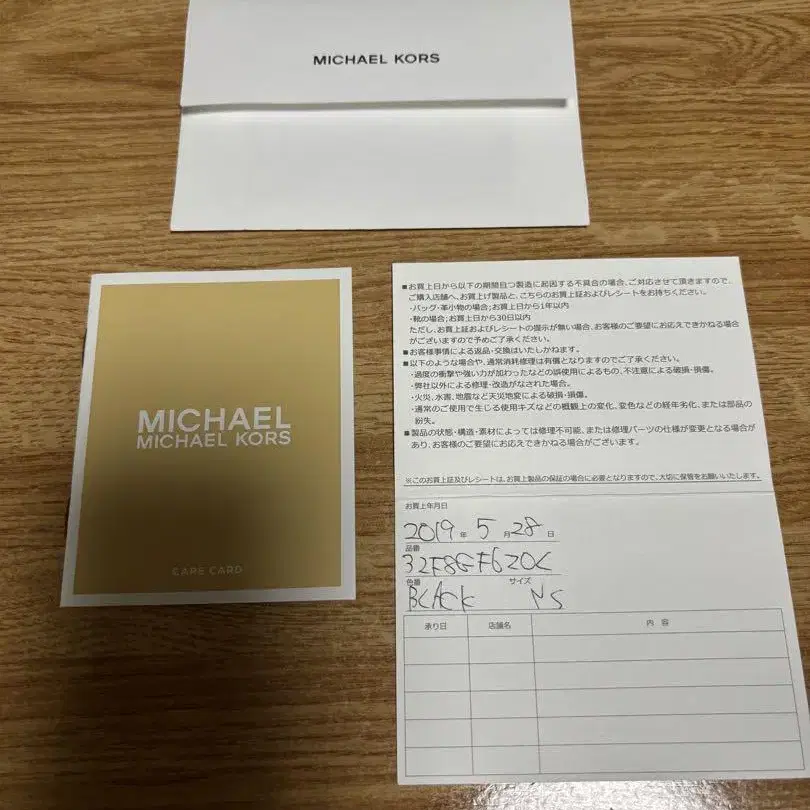 MICHAEL KORS
MICHAEL
MICHAEL KORS
CARE CARD
■お買上日から以下の期間且つ製造に起因する不具合の場合、ご対応させて頂きますので、
ご購入店舗へ、お買上げ製品と、こちらのお買上証およびレシートをお持ちください。
・バッグ・革小物の場合;お買上日から1年以内
・靴の場合;お買上日から30日以内
ただし、お買上証およびレシートの提示が無い場合、お客様のご要望にお応えできかねる場合
がございますので予めご了承ください。
■お客様事情による返品・交換はいたしかねます。
■以下のような場合や、通常消耗修理は有償となりますのでご了承ください。
・過度の衝撃や強い力が加わったなどの誤使用によるもの、不注意による破損・損傷。
・弊社以外による修理・改造がなされた場合。
・火災、水害、地震など天災地変による破損・損傷。
・通常のご使用で生じる使用キズなどの概観上の変化、変色などの経年劣化、または部品の
紛失。
■製品の状態・構造・素材によっては修理不可能、または修理パーツの仕様が変更となる場合が
あり、お客様のご要望にお応えできかねる場合がございます。
※このお買上証及びレシートは、お買上製品の保証の場合に必要となりますので、大切に保管をお願いいたします。
お買上年月日
2019 年 5 月 28 日
品番
32F8GF6Z0C
色番 サイズ
BLACK NS
承り日 店舗名 内 容